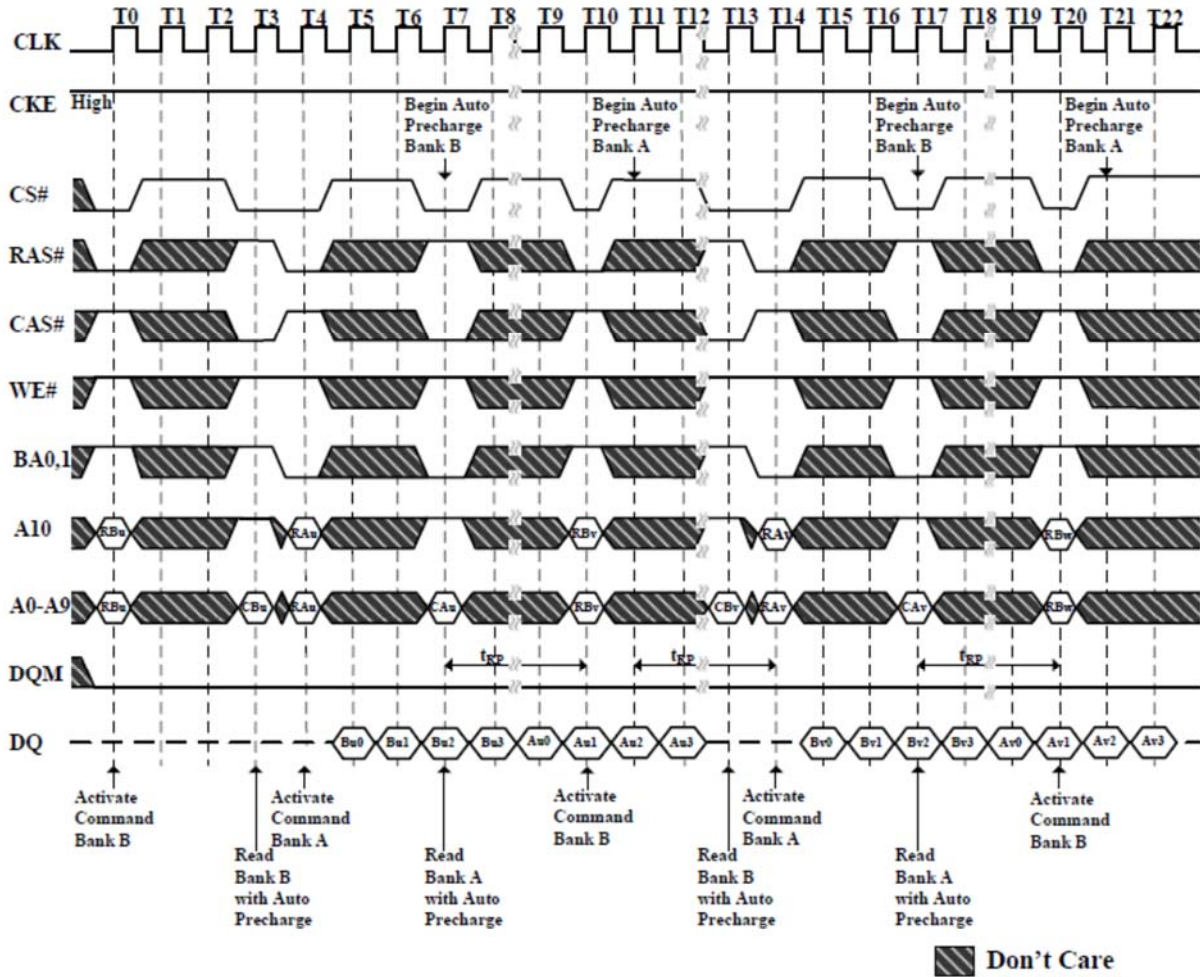 T0 T1 T2 T3 T4 T5 T6 T7 T8 T9 T10 T11 T12 T13 T14 T15 T16 T17 T18 T19 T20 T21 T22
CLK
CKE High
Begin Auto
Precharge
Bank B
Begin Auto
Precharge
Bank A
Begin Auto
Precharge
Bank B
Begin Auto
Precharge
Bank A
CS#
RAS#
CAS#
WE#
BA0,1
A10 RBu RAu RBv RAv RBw
A0-A9 RBu CBu RAu CAu RBv CBv RAv CAv RBw
DQM tRP tRP tRP
DQ Bu0 Bu1 Bu2 Bu3 Au0 Au1 Au2 Au3 Bv0 Bv1 Bv2 Bv3 Av0 Av1 Av2 Av3
Activate
Command
Bank B
Activate
Command
Bank A
Activate
Command
Bank B
Activate
Command
Bank A
Activate
Command
Bank B
Read
Bank B
with Auto
Precharge
Read
Bank A
with Auto
Precharge
Read
Bank B
with Auto
Precharge
Read
Bank A
with Auto
Precharge
Don't Care